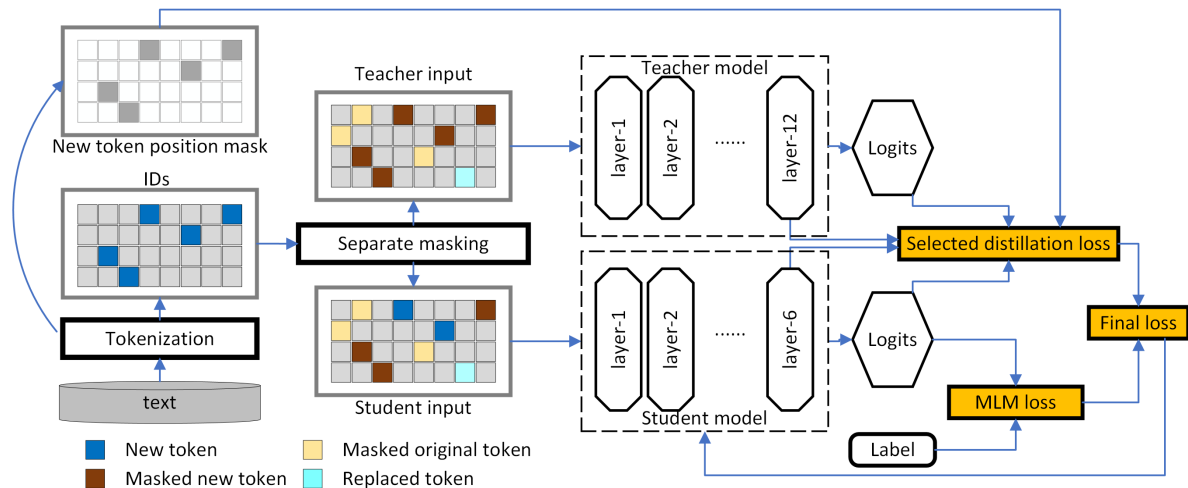 New token position mask
IDs
Tokenization
text
Teacher input
Separate masking
Student input
Teacher model
layer-1
layer-2
......
layer-12
Logits
Selected distillation loss
layer-1
layer-2
......
layer-6
Student model
Logits
Final loss
MLM loss
Label
New token
Masked original token
Masked new token
Replaced token